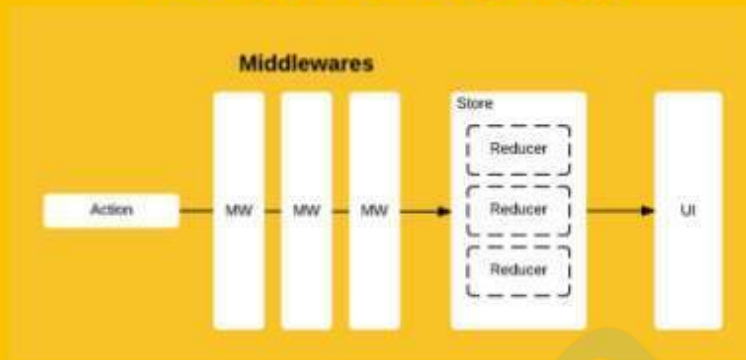 Middlewares
Store
Reducer
Action
MW
MW
MW
Reducer
UI
Reducer